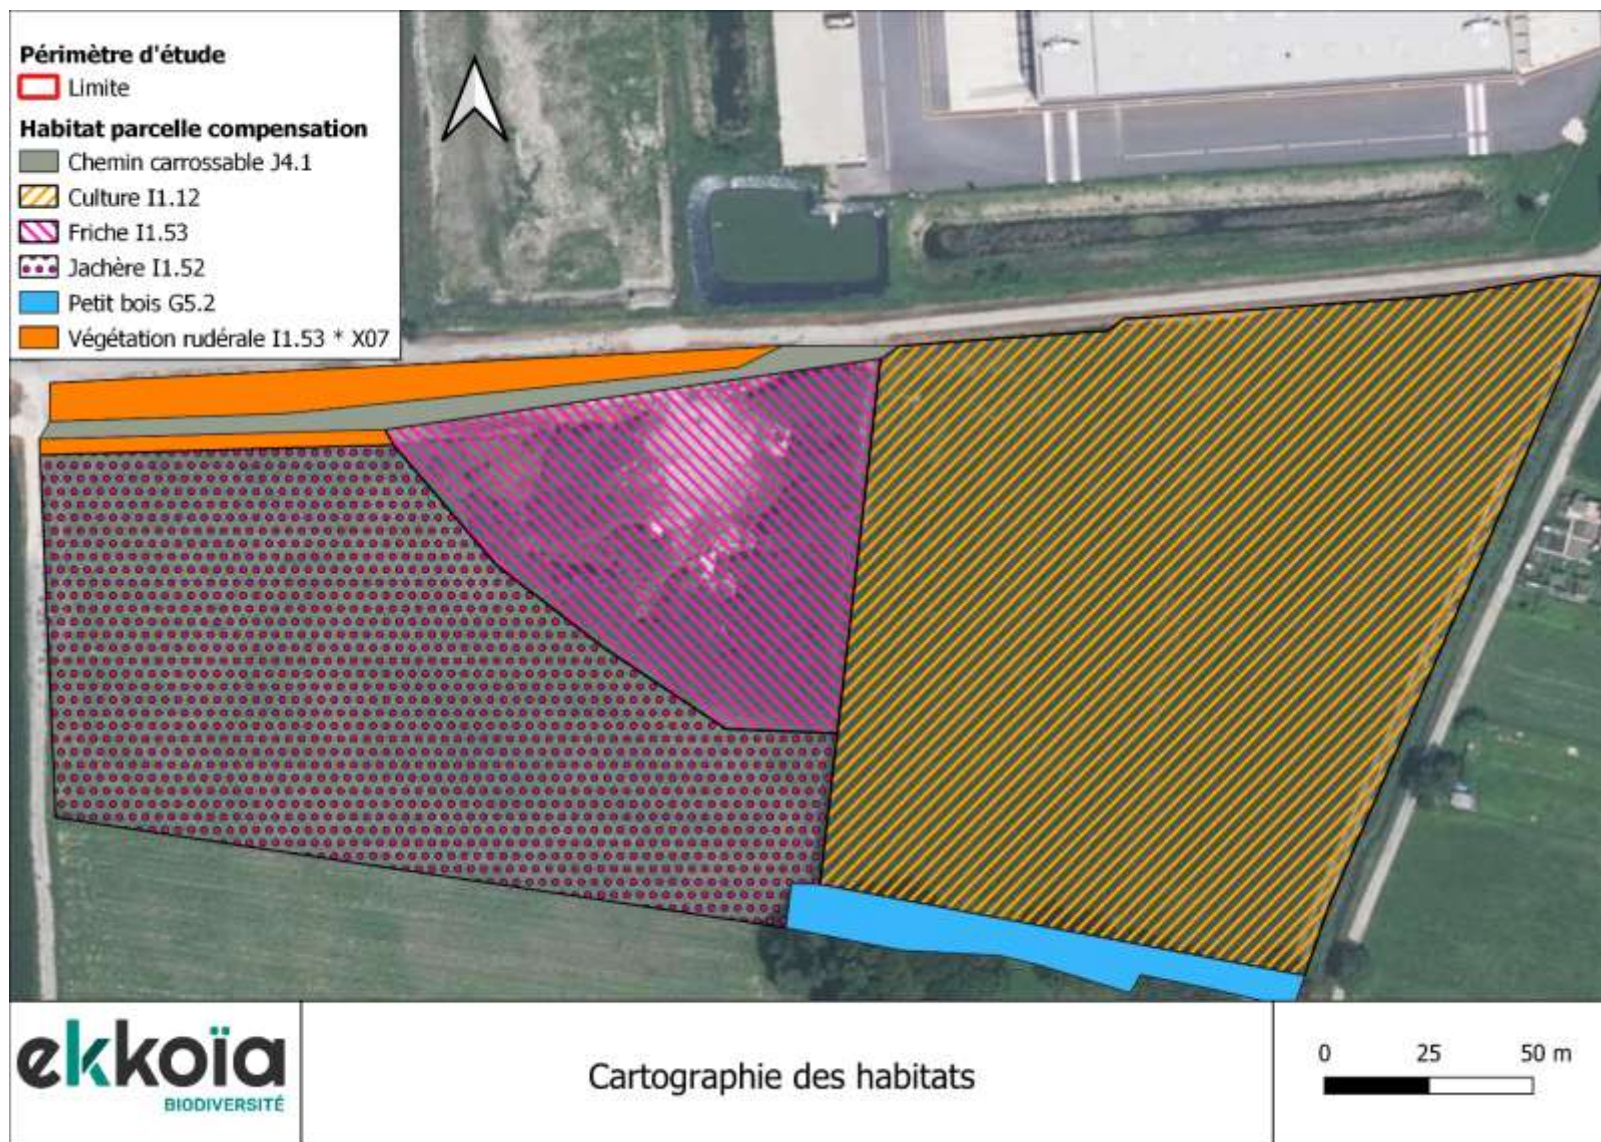 Périmètre d'étude
Limite
Habitat parcelle compensation
Chemin carrossable J4.1
Culture I1.12
Friche I1.53
Jachère I1.52
Petit bois G5.2
Végétation rudérale I1.53 * X07
ekkoïa
BIODIVERSITÉ
Cartographie des habitats
0 25 50 m